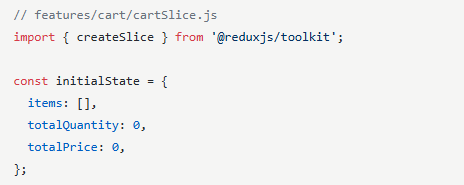 // features/cart/cartSlice.js
import { createSlice } from '@reduxjs/toolkit';

const initialState = {
  items: [],
  totalQuantity: 0,
  totalPrice: 0,
};